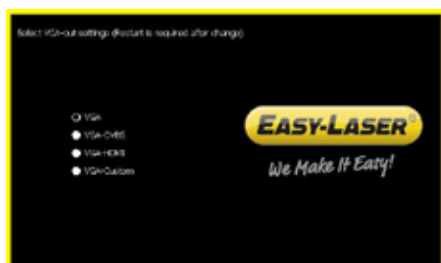 Select VGA-out settings (Restart is required after change)
VGA
VGA-CVBS
VGA-HDMI
VGA-Custom
EASY-LASER®
We Make It Easy!